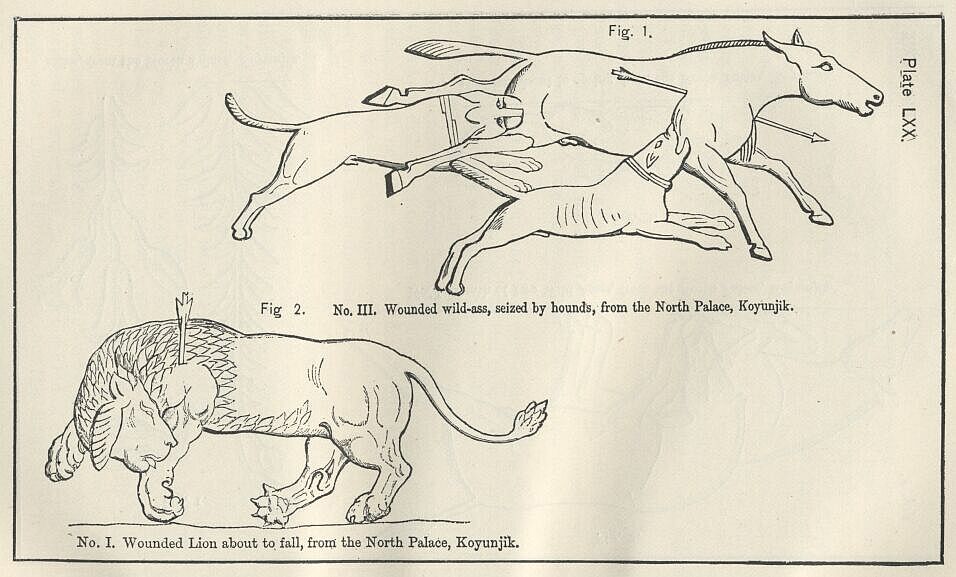 Fig. 1.
Plate LXX.
Fig 2. No. III. Wounded wild-ass, seized by hounds, from the North Palace, Koyunjik.
No. I. Wounded Lion about to fall, from the North Palace, Koyunjik.